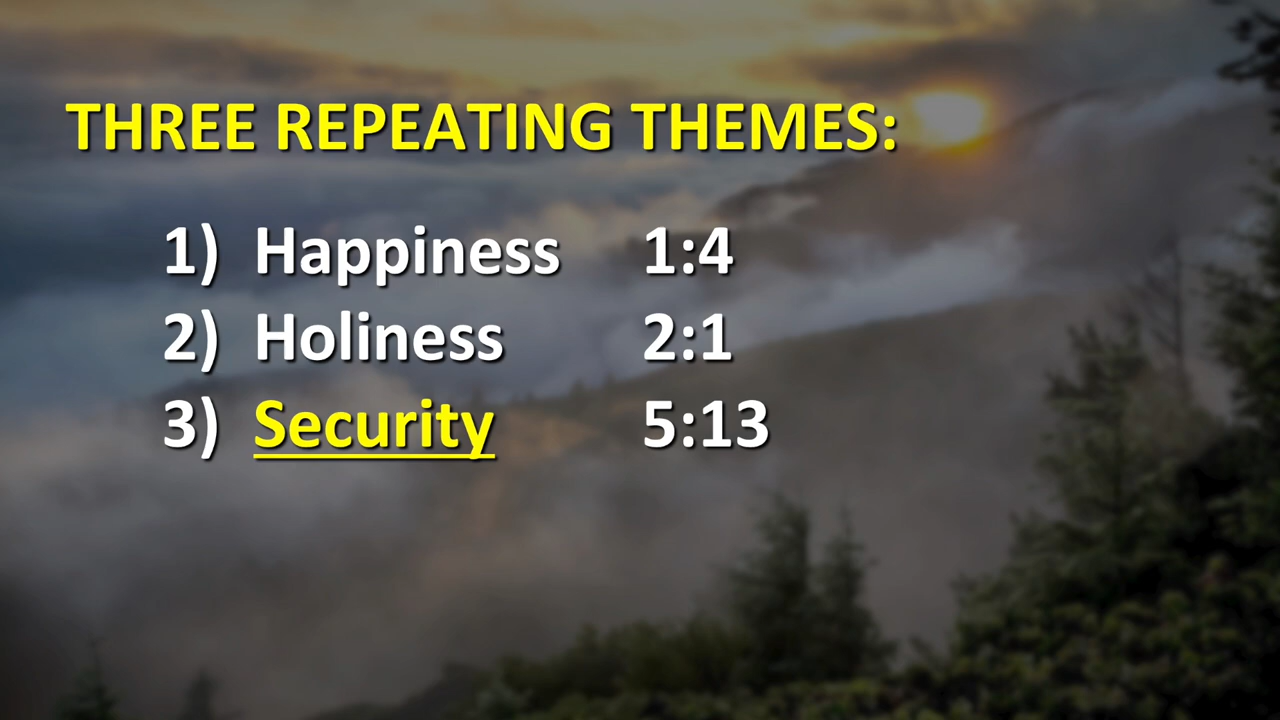 THREE REPEATING THEMES:
1) Happiness 1:4
2) Holiness 2:1
3) Security 5:13